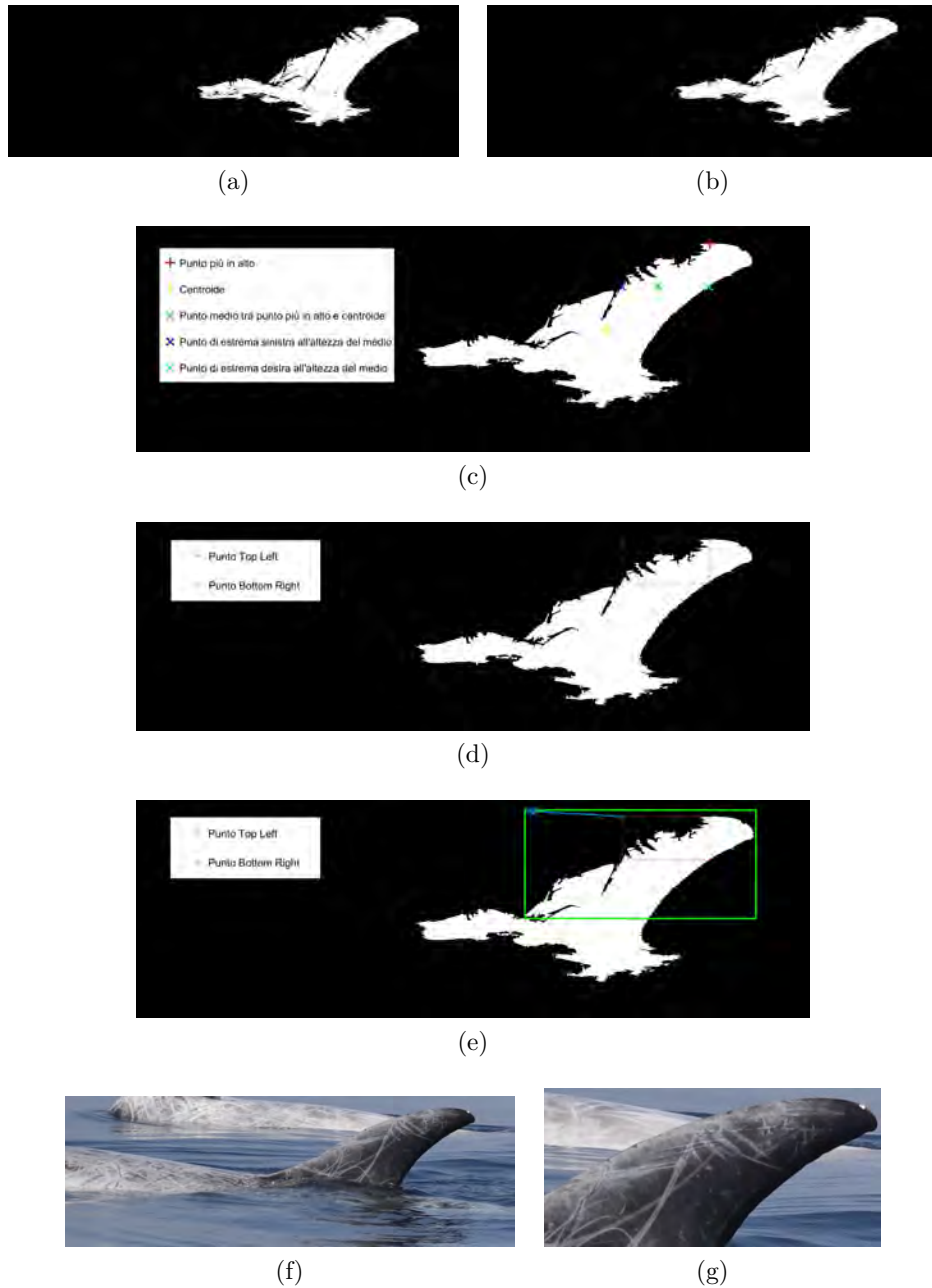 (a)
(b)
Punto più in alto
Centroide
Punto medio tra punto più in alto e centroide
Punto di estrema sinistra all'altezza del medio
Punto di estrema destra all'altezza del medio
(c)
Punto Top Left
Punto Bottom Right
(d)
Punto Top Left
Punto Bottom Right
(e)
(f)
(g)